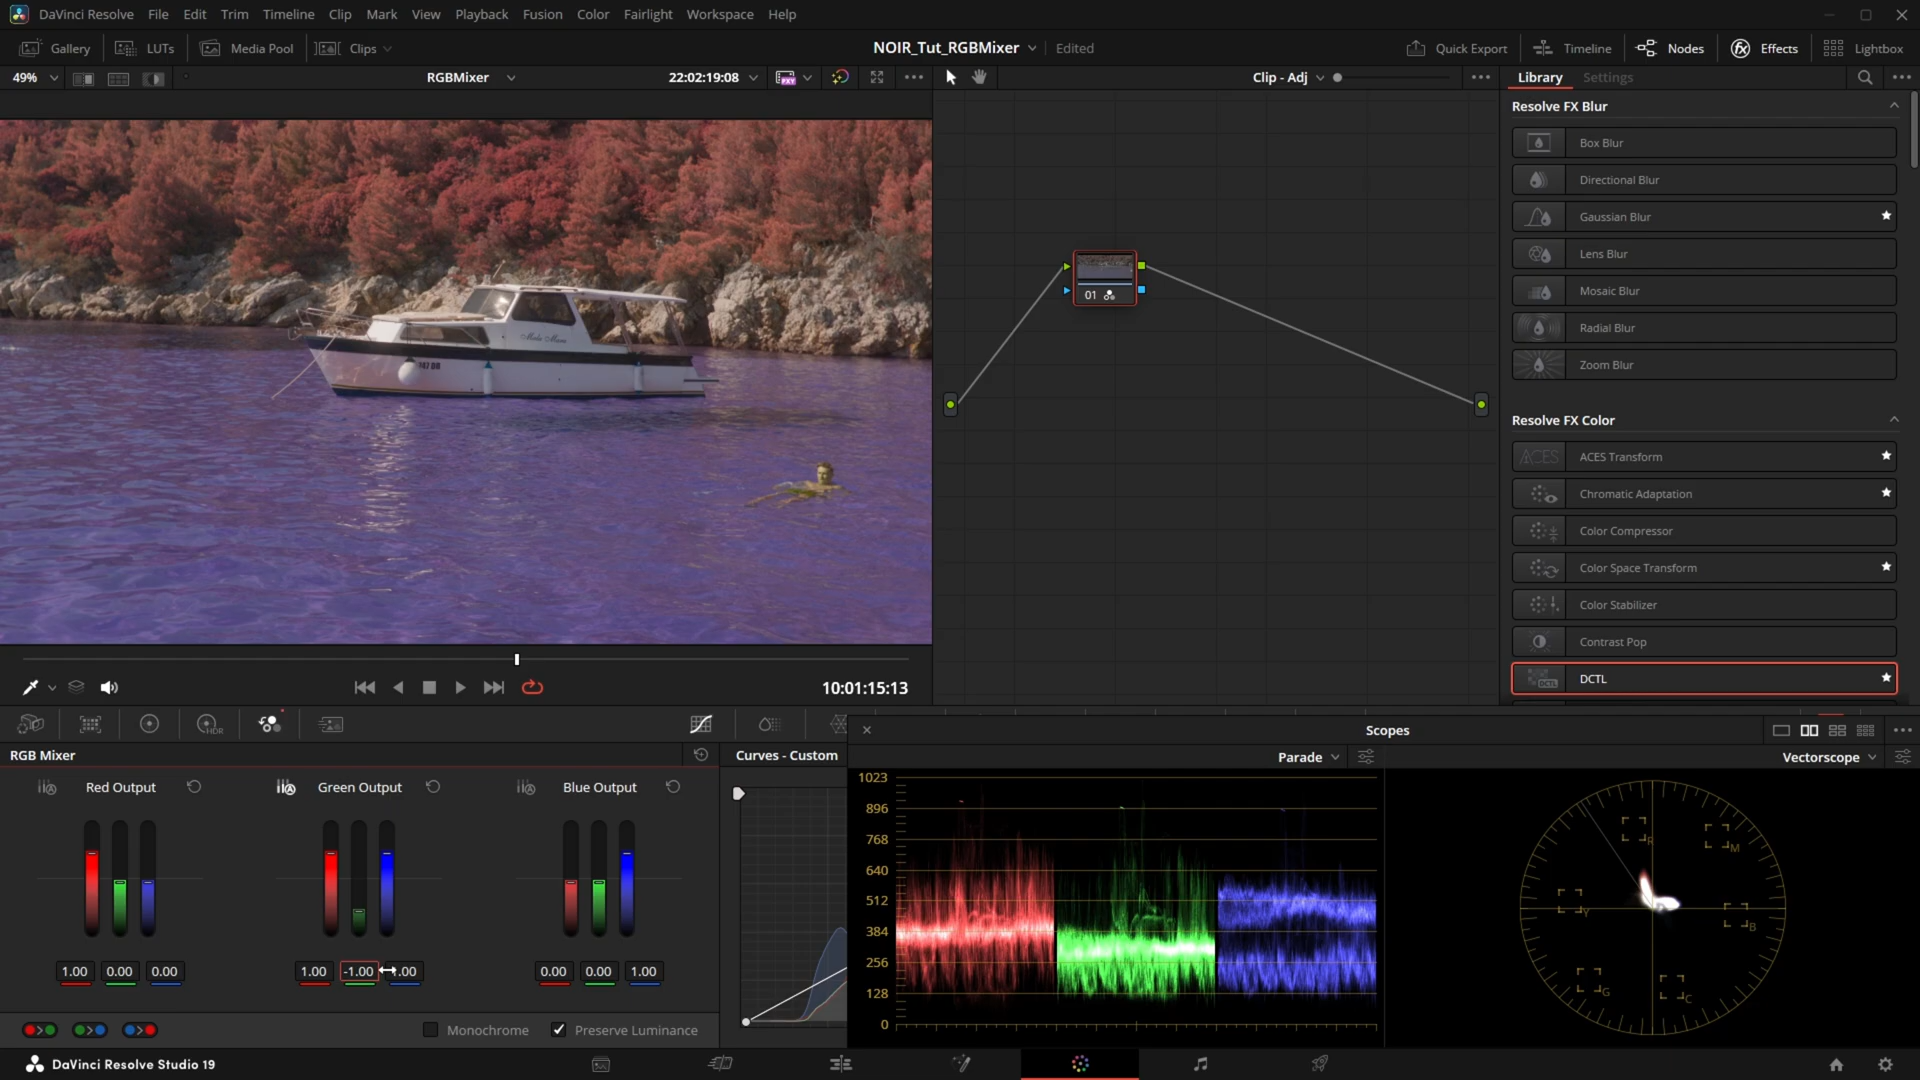 DaVinci Resolve File Edit Trim Timeline Clip Mark View Playback Fusion Color Fairlight Workspace Help
Gallery LUTs Media Pool Clips NOIR_Tut_RGBMixer Edited Quick Export Timeline Nodes Effects Lightbox
49% RGBMixer 22:02:19:08 PXY Clip - Adj Library Settings
Resolve FX Blur
Box Blur
Directional Blur
Gaussian Blur
Lens Blur
Mosaic Blur
Radial Blur
Zoom Blur
01
Resolve FX Color
ACES ACES Transform
Chromatic Adaptation
Color Compressor
Color Space Transform
Color Stabilizer
Contrast Pop
DCTL DCTL
147 DB
10:01:15:13
HDR
RGB Mixer Curves - Custom
Scopes
Parade Vectorscope
Red Output Green Output Blue Output
1023
896
768
640
512
384
256
128
0
R M
Y B
G C
1.00 0.00 0.00 1.00 -1.00 .00 0.00 0.00 1.00
Monochrome Preserve Luminance
DaVinci Resolve Studio 19